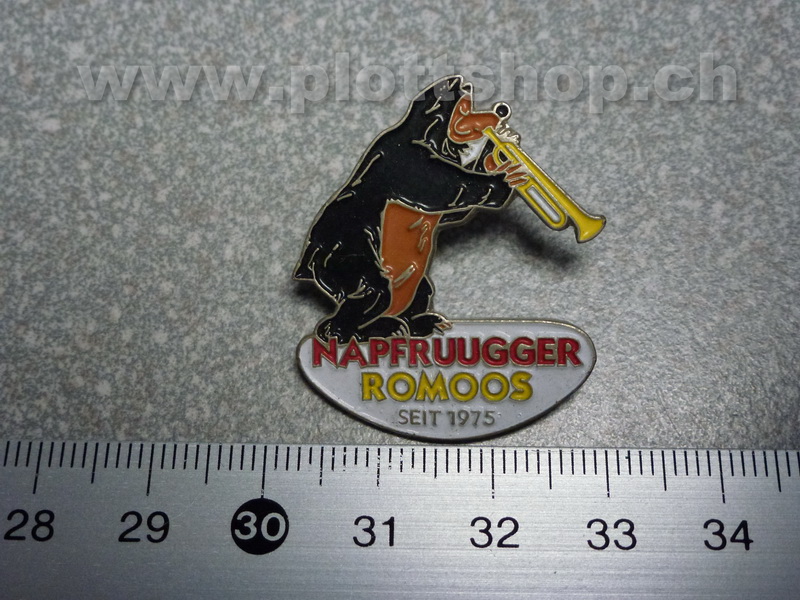 www.plottshop.ch
NAPFRUUGGER
ROMOOS
SEIT 1975
28 29 30 31 32 33 34